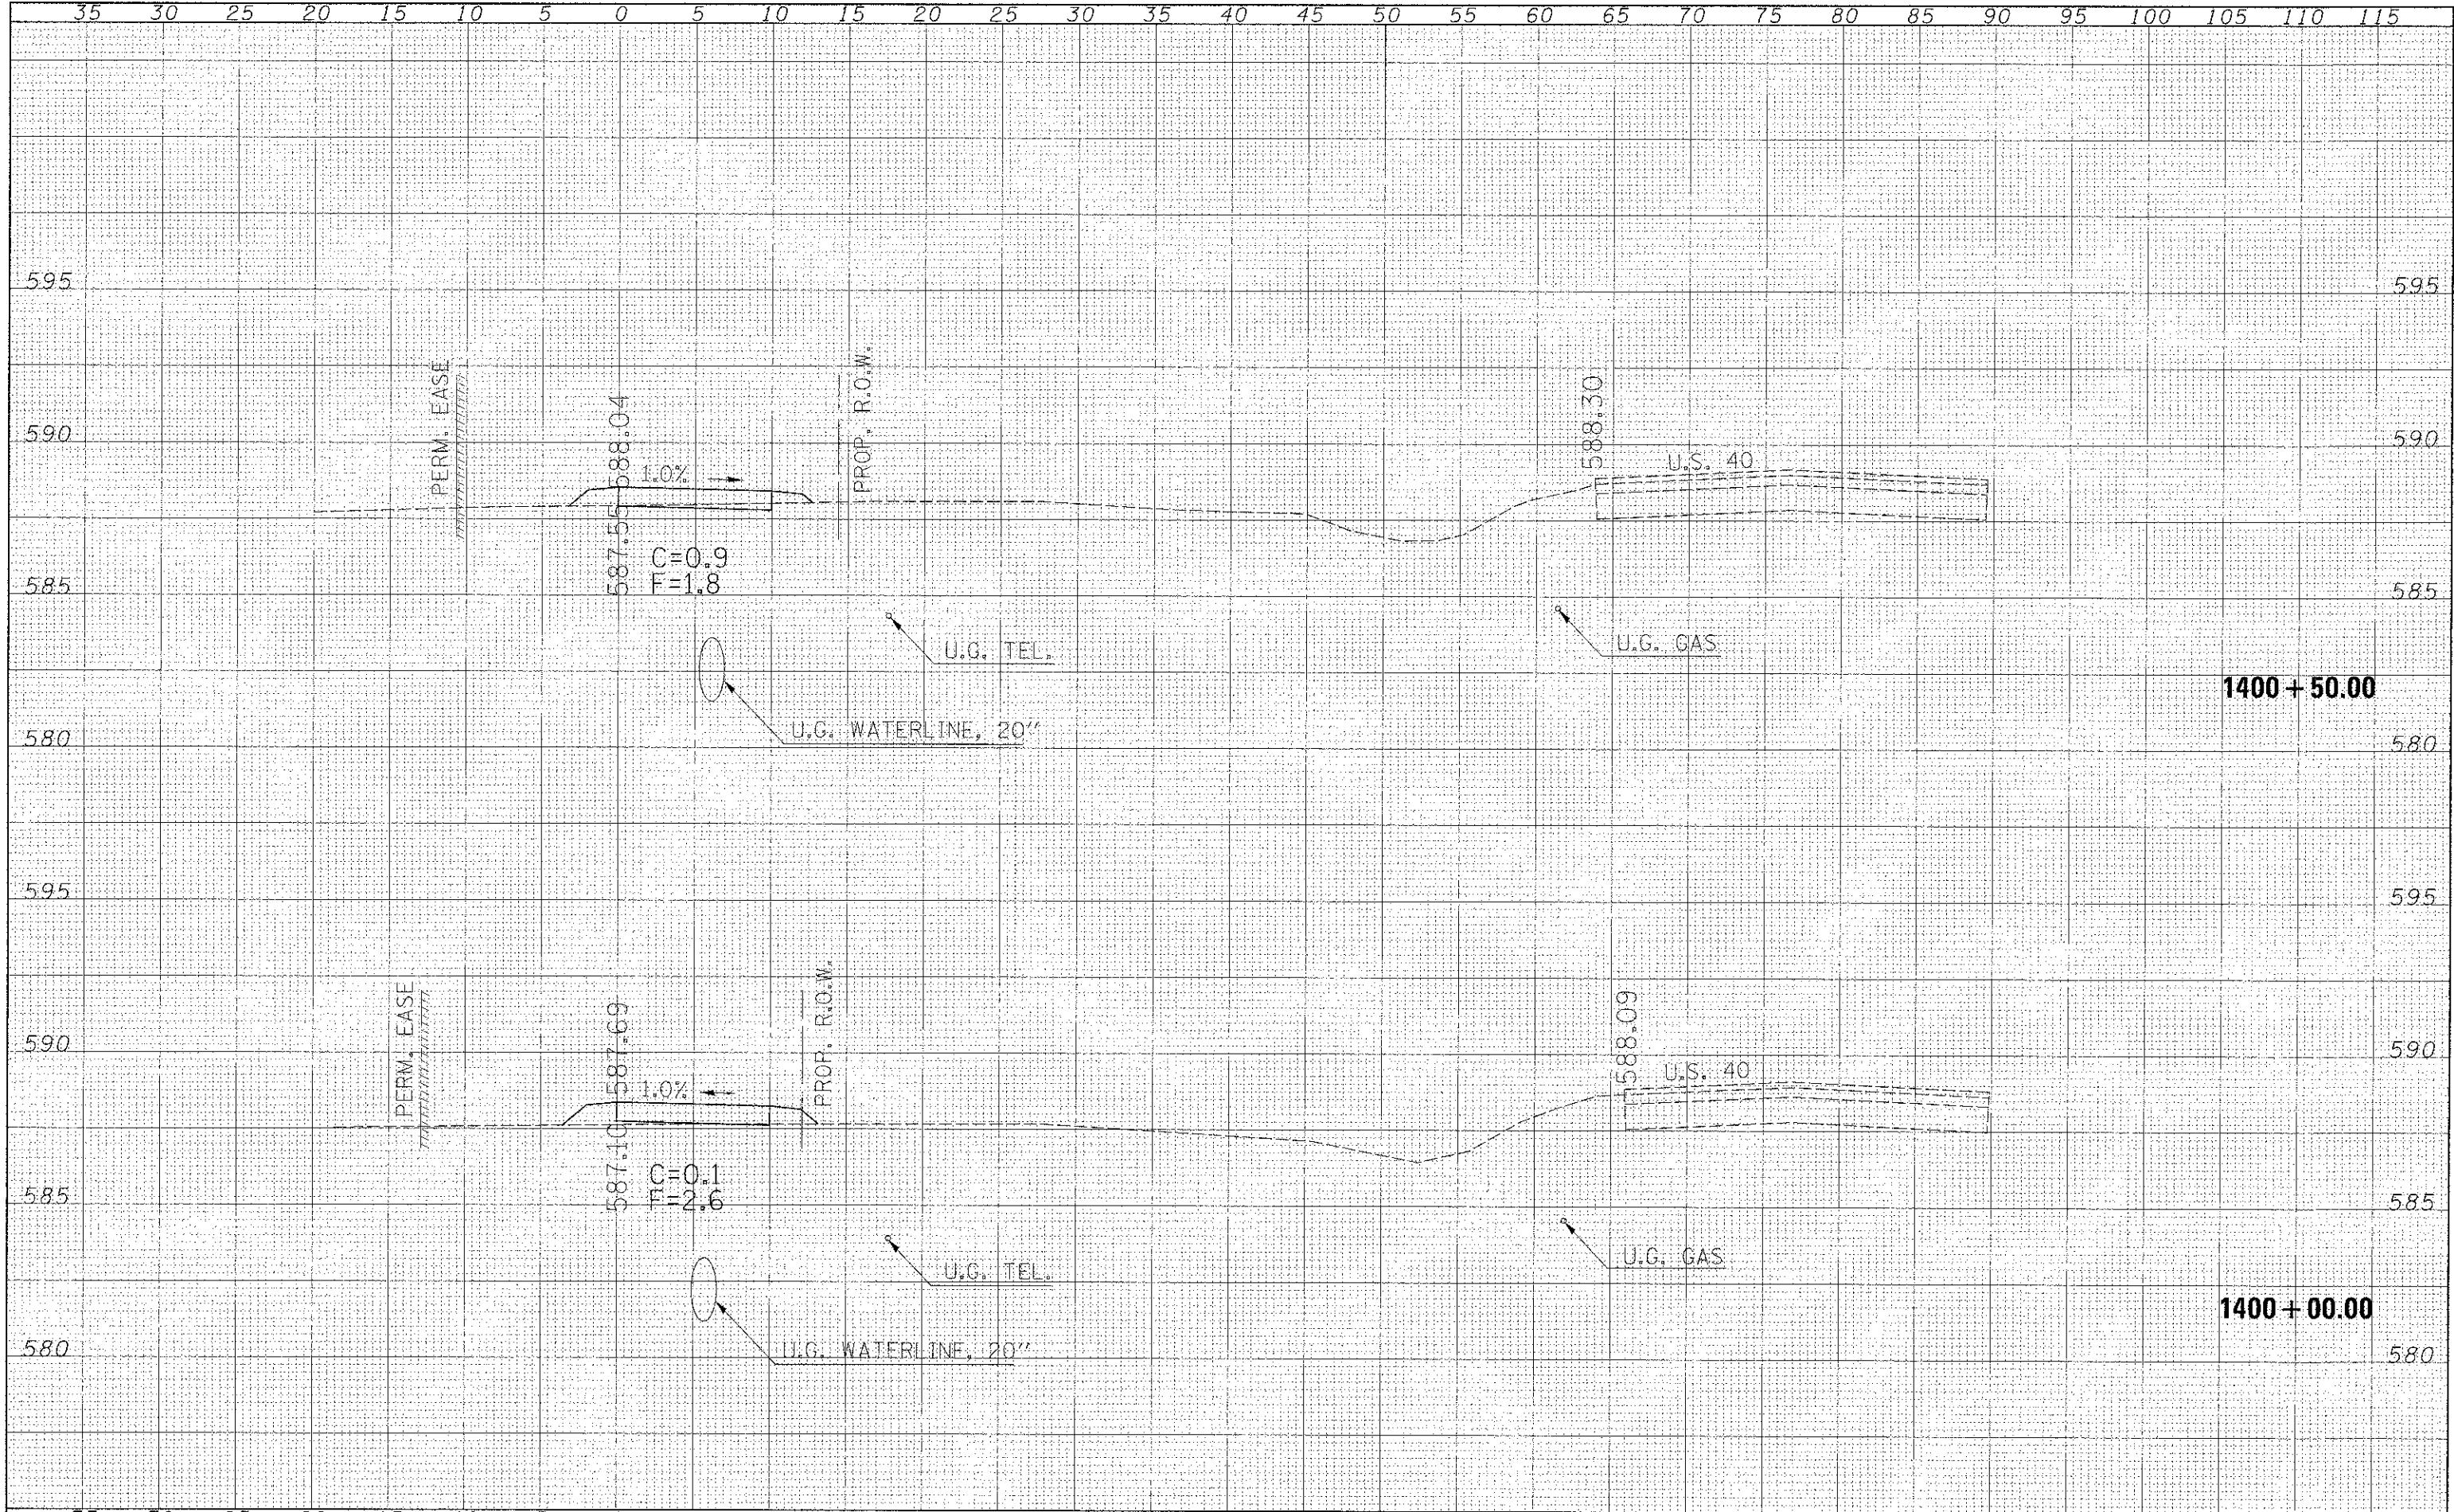 35 30 25 20 15 10 5 0 5 10 15 20 25 30 35 40 45 50 55 60 65 70 75 80 85 90 95 100 105 110 115
595 595
PERM. EASE
PROP. R.O.W.
588.04
588.30
590 590
1.0%
U.S. 40
587.55
C=0.9
F=1.8
585 585
U.G. TEL.
U.G. GAS
1400 + 50.00
U.G. WATERLINE, 20"
580 580
595 595
PERM. EASE
PROP. R.O.W.
587.69
588.09
590 590
1.0%
U.S. 40
587.10
C=0.1
F=2.6
585 585
U.G. TEL.
U.G. GAS
1400 + 00.00
U.G. WATERLINE, 20"
580 580